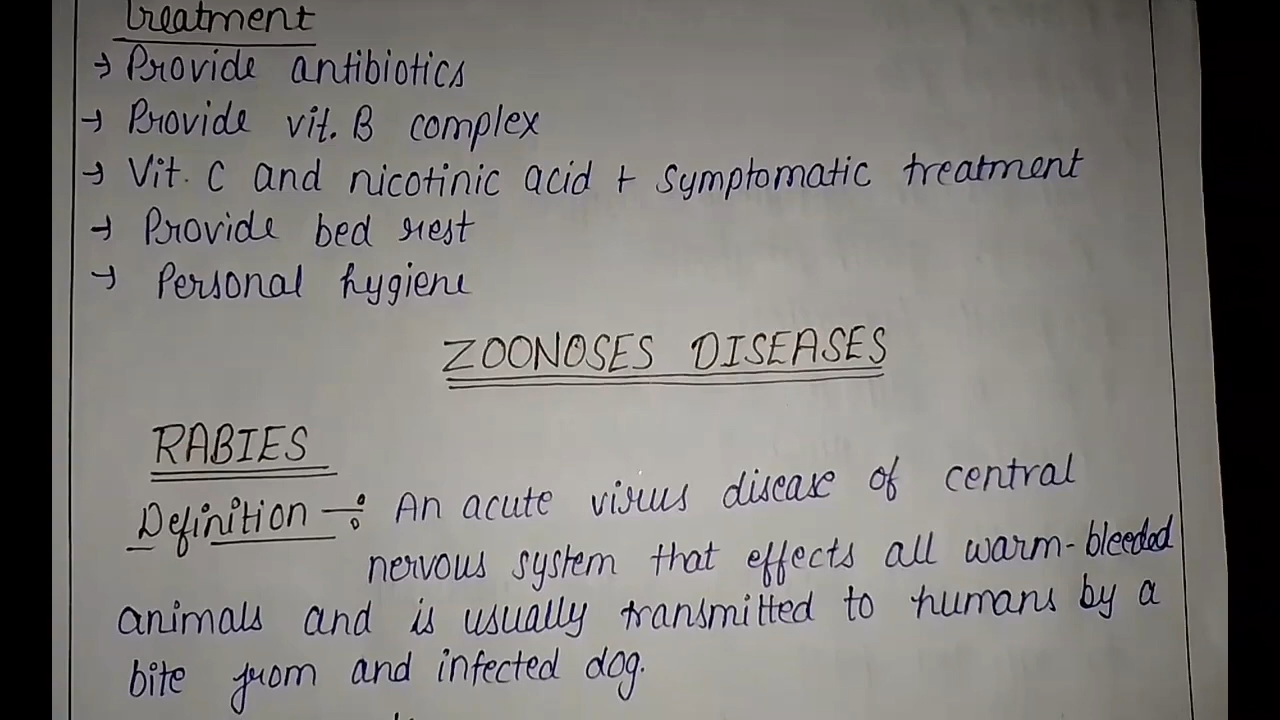 Treatment
→ Provide antibiotics
→ Provide vit. B complex
→ Vit. C and nicotinic acid + symptomatic treatment
→ Provide bed rest
→ Personal hygiene
ZOONOSES DISEASES
RABIES
Definition -: An acute virus disease of central
nervous system that effects all warm-bleeded
animals and is usually transmitted to humans by a
bite from and infected dog.